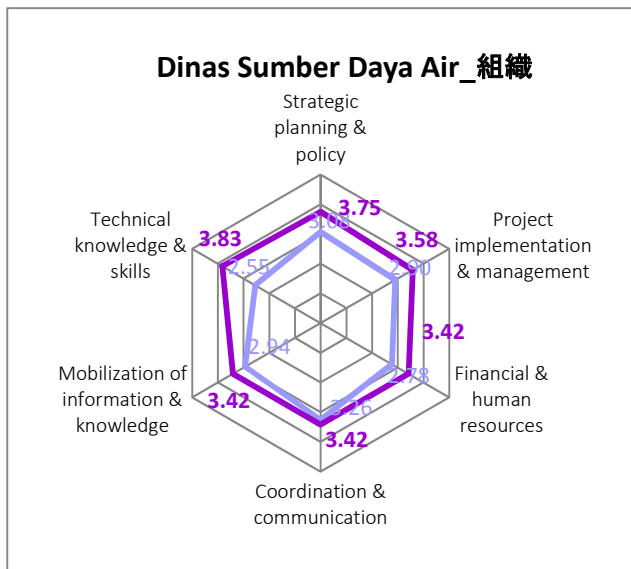 Dinas Sumber Daya Air_組織
Strategic
planning &
policy
3.75
3.08
Technical
knowledge &
skills
3.83
2.55
3.58
2.90
Project
implementation
& management
3.42
2.78
Financial &
human
resources
2.94
3.42
Mobilization of
information &
knowledge
3.26
3.42
Coordination &
communication